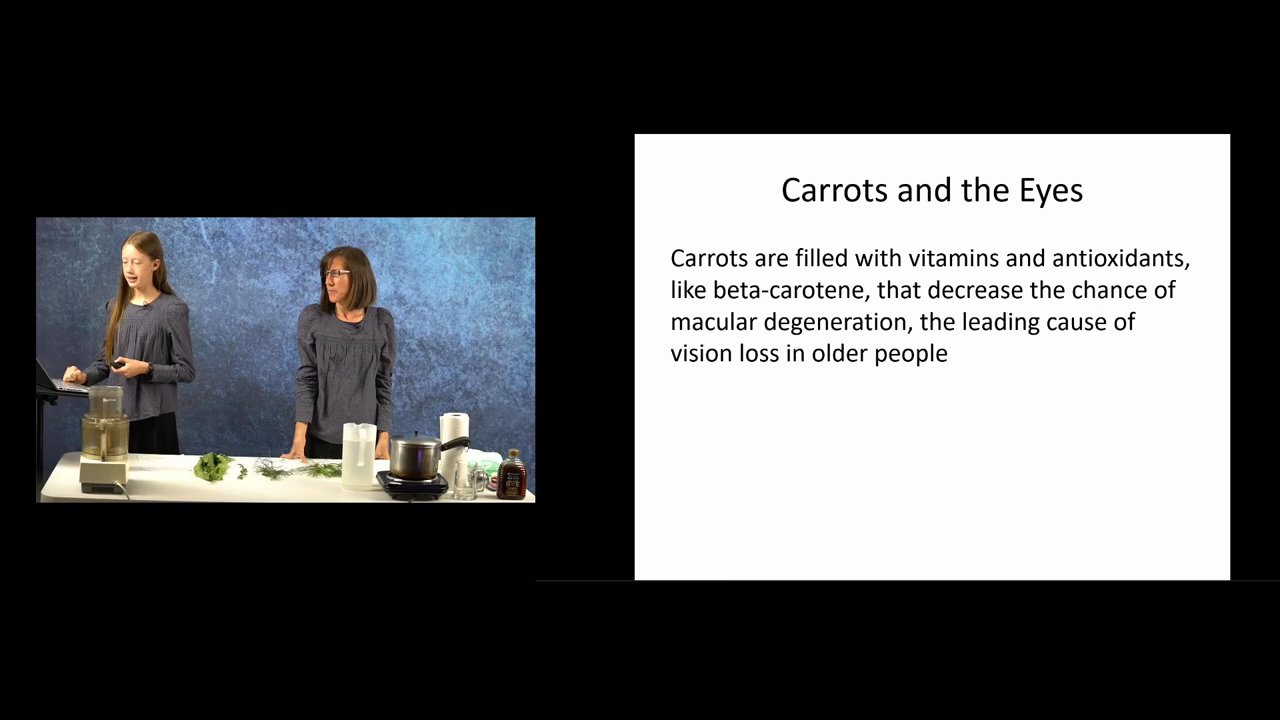 Carrots and the Eyes
Carrots are filled with vitamins and antioxidants,
like beta-carotene, that decrease the chance of
macular degeneration, the leading cause of
vision loss in older people